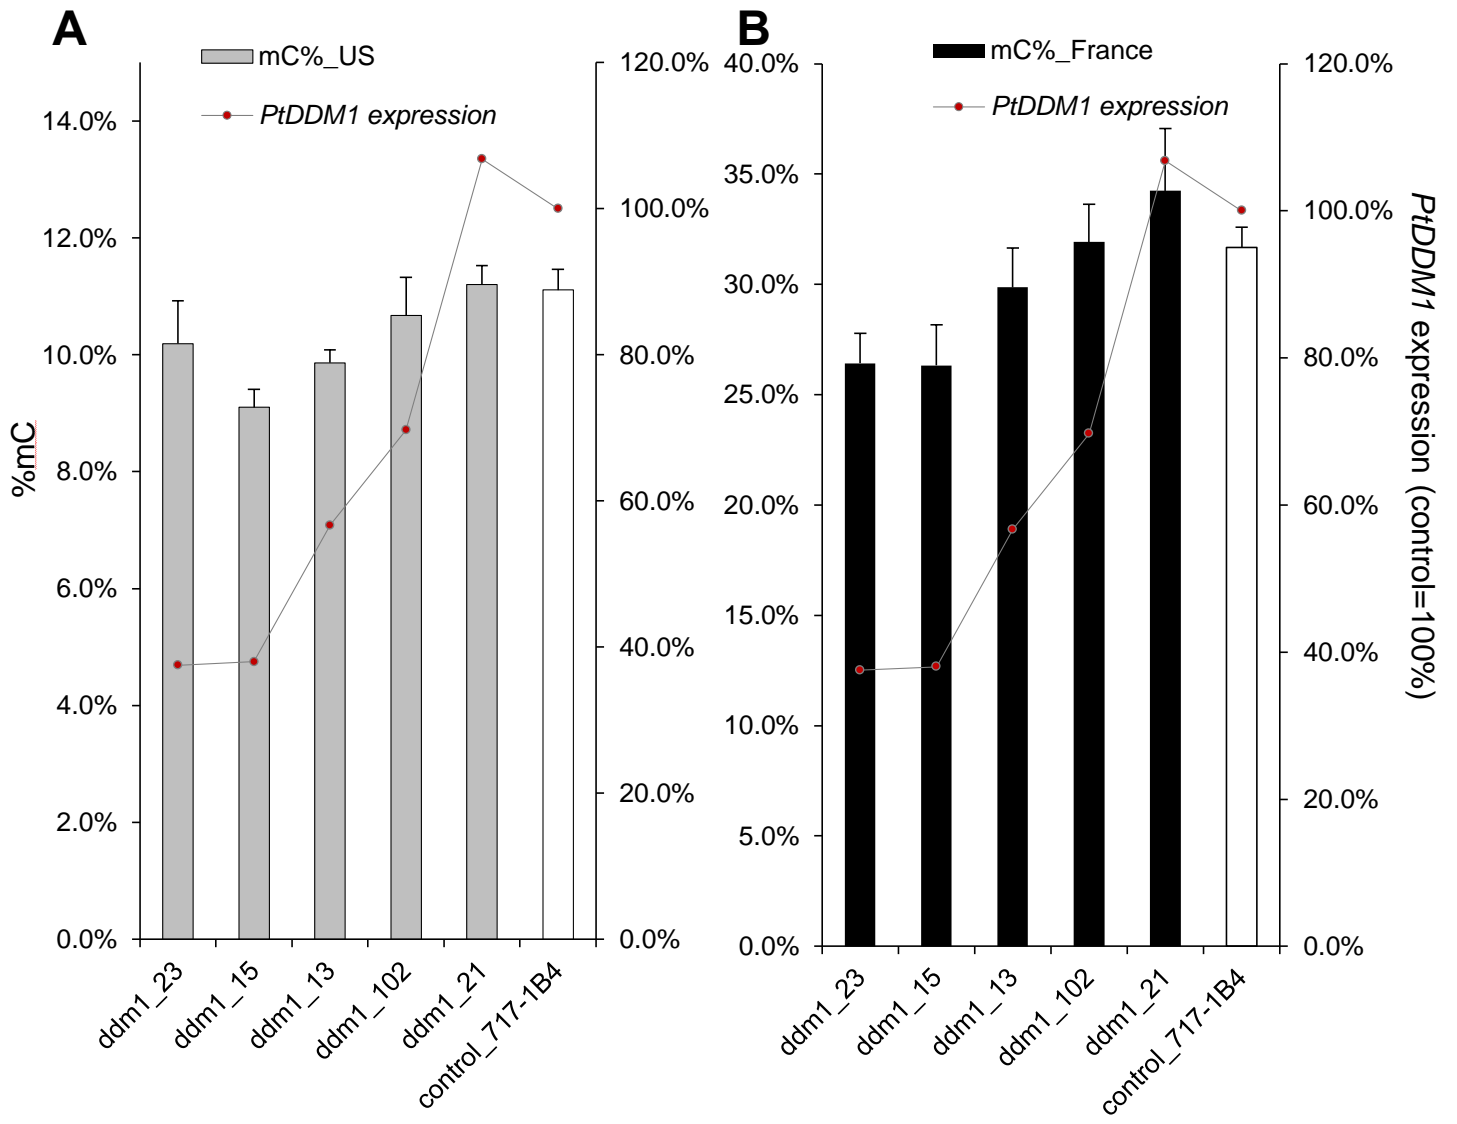 A
mC%_US
PtDDM1 expression
%mC
14.0%
12.0%
10.0%
8.0%
6.0%
4.0%
2.0%
0.0%
120.0%
100.0%
80.0%
60.0%
40.0%
20.0%
0.0%
ddm1_23
ddm1_15
ddm1_13
ddm1_102
ddm1_21
control_717-1B4
B
mC%_France
PtDDM1 expression
40.0%
35.0%
30.0%
25.0%
20.0%
15.0%
10.0%
5.0%
0.0%
120.0%
100.0%
80.0%
60.0%
40.0%
20.0%
0.0%
PtDDM1 expression (control=100%)
ddm1_23
ddm1_15
ddm1_13
ddm1_102
ddm1_21
control_717-1B4